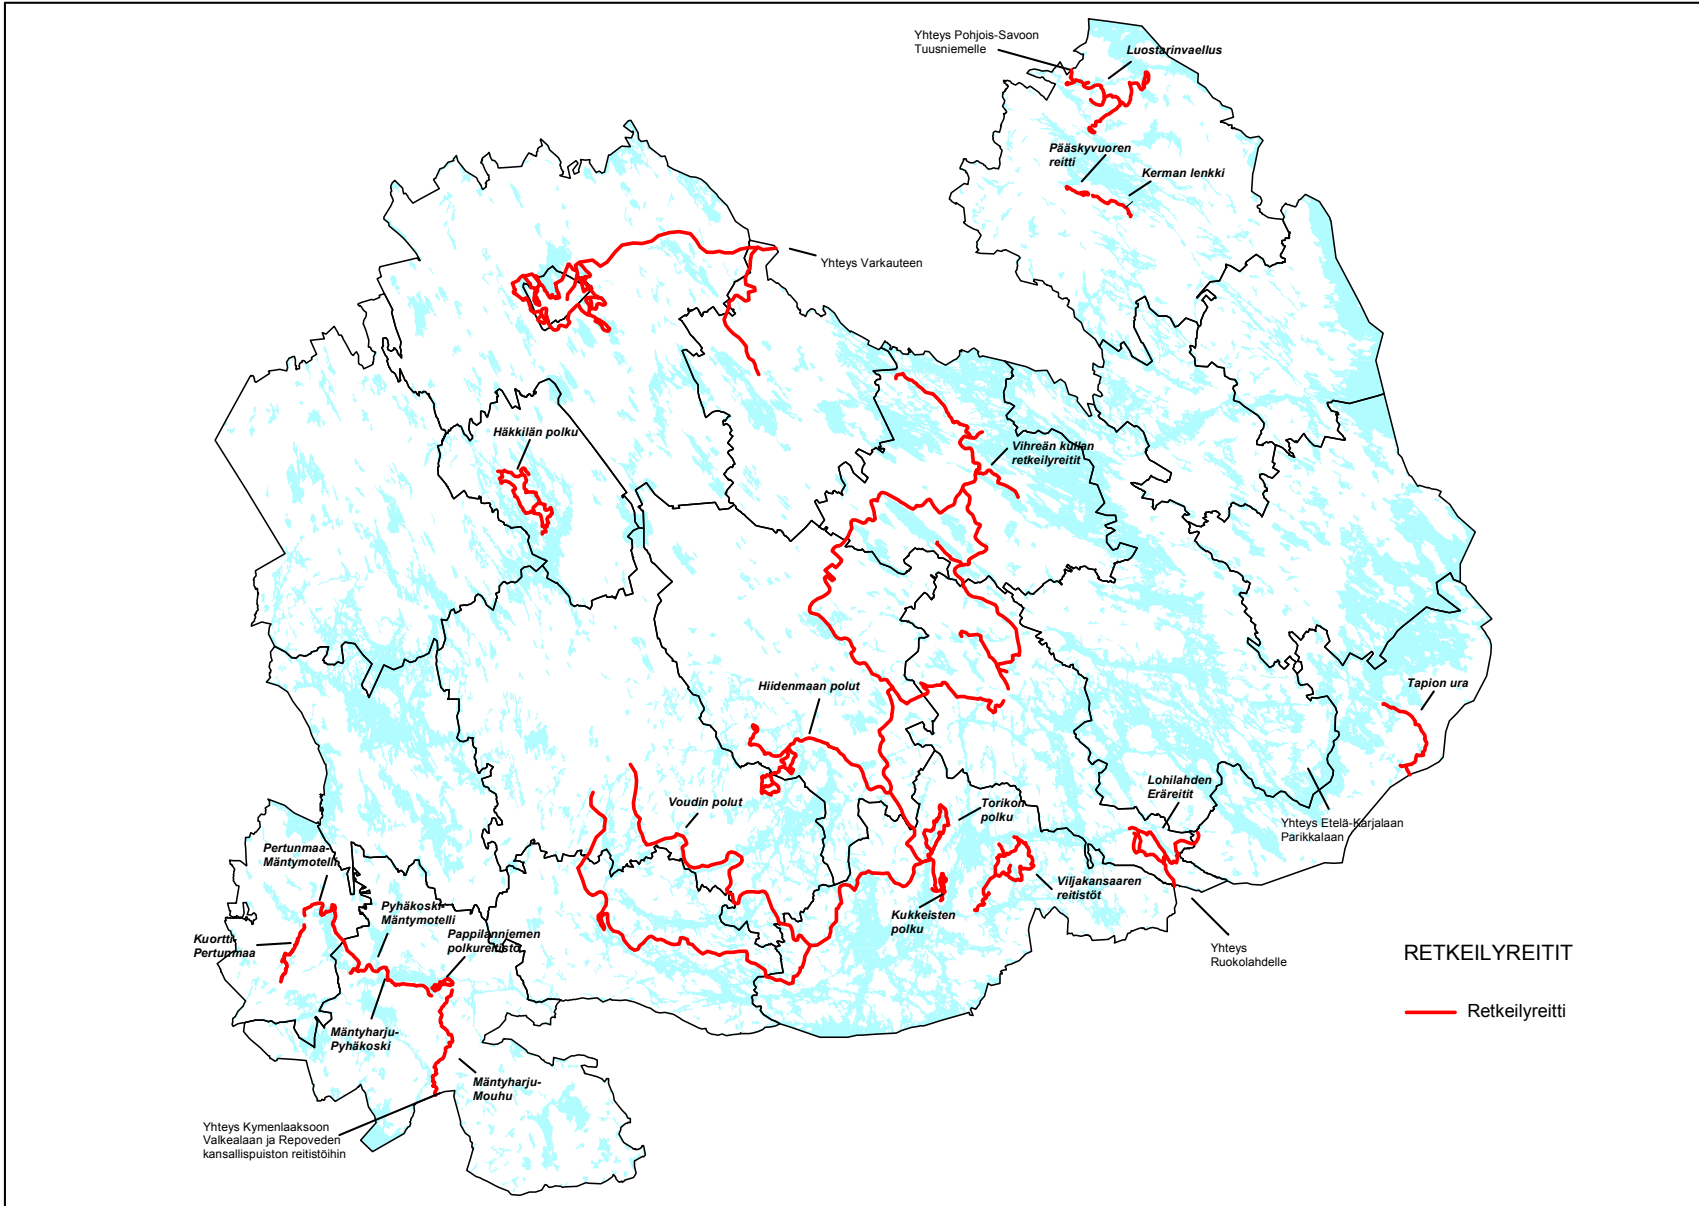 Yhteys Pohjois-Savoon
Tuusniemelle
Luostarinvaellus
Pääskyvuoren
reitti
Kerman lenkki
Yhteys Varkauteen
Häkkilän polku
Vihreän kullan
retkeilyreitit
Hiidenmaan polut
Tapion ura
Voudin polut
Torikon
polku
Lohilahden
Eräreitit
Yhteys Etelä-Karjalaan
Parikkalaan
Pertunmaa-
Mäntymotelli
Viljakansaaren
reitistöt
Pyhäkoski-
Mäntymotelli
Kukkeisten
polku
Pappilanniemen
polkureitistö
Kuortti-
Pertunmaa
Yhteys
Ruokolahdelle
RETKEILYREITIT
Retkeilyreitti
Mäntyharju-
Pyhäkoski
Mäntyharju-
Mouhu
Yhteys Kymenlaaksoon
Valkealaan ja Repoveden
kansallispuiston reitistöihin